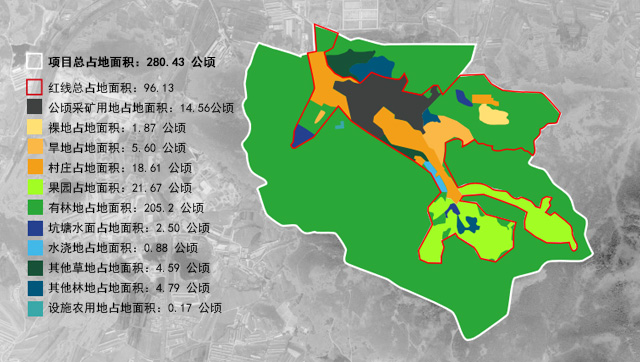 项目总占地面积：280.43 公顷
红线总占地面积：96.13
公顷采矿用地占地面积：14.56公顷
裸地占地面积：1.87 公顷
旱地占地面积：5.60 公顷
村庄占地面积：18.61 公顷
果园占地面积：21.67 公顷
有林地占地面积：205.2 公顷
坑塘水面占地面积：2.50 公顷
水浇地占地面积：0.88 公顷
其他草地占地面积：4.59 公顷
其他林地占地面积：4.79 公顷
设施农用地占地面积：0.17 公顷